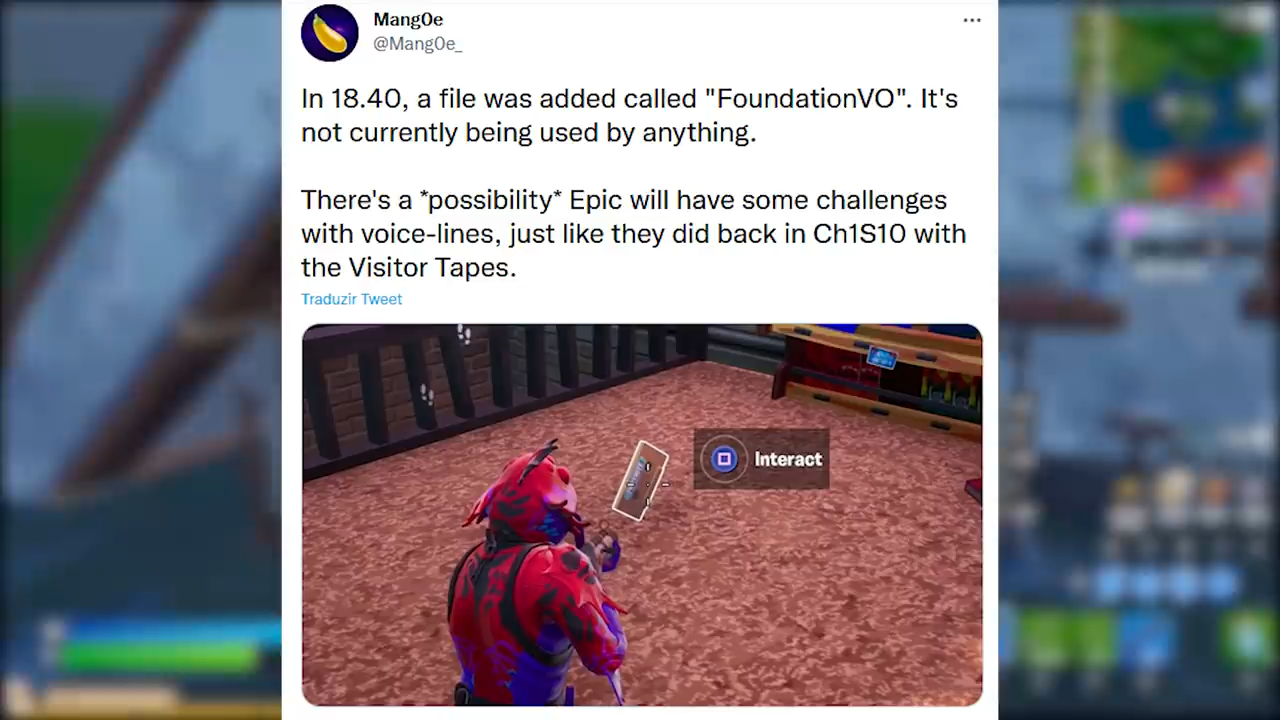 Mang0e
@Mang0e_
In 18.40, a file was added called "FoundationVO". It's
not currently being used by anything.
There's a *possibility* Epic will have some challenges
with voice-lines, just like they did back in Ch1S10 with
the Visitor Tapes.
Traduzir Tweet
Interact